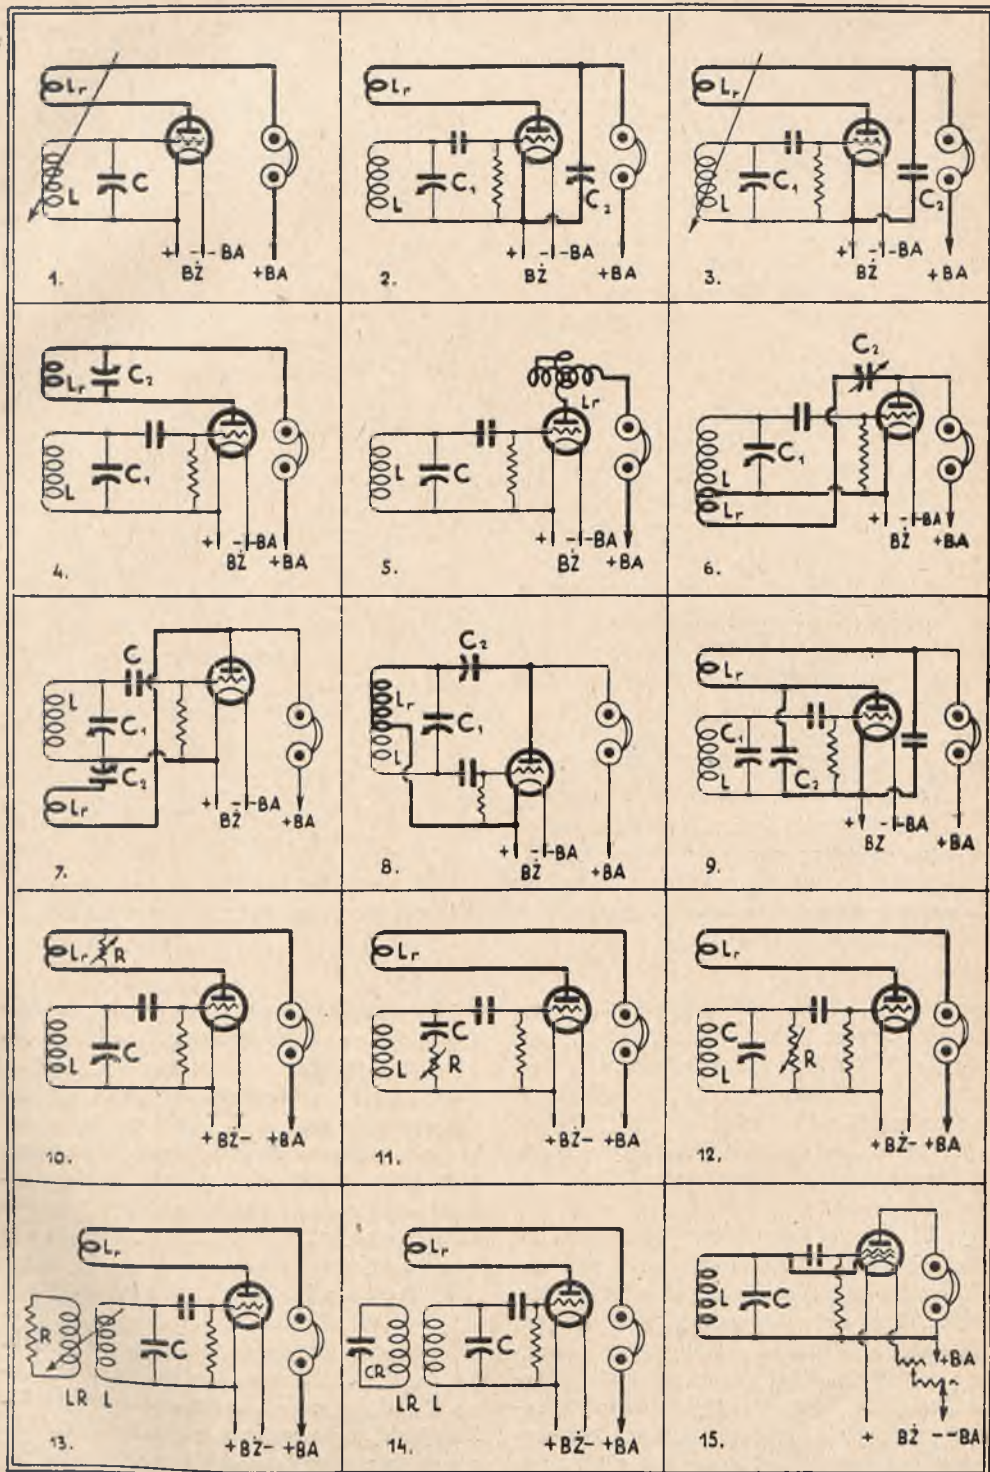 Lr
L C
+ - -BA
BŻ +BA
1.
Lr
L C1 C2
+ - -BA
BŻ +BA
2.
Lr
L C1 C2
+ - -BA
BŻ +BA
3.
Lr C2
L C1
+ - -BA
BŻ +BA
4.
Lr
L C
+ - -BA
BŻ +BA
5.
C2
L C1
Lr
+ - -BA
BŻ +BA
6.
C
L
C1
C2
Lr
+ - -BA
BŻ +BA
7.
C2
Lr
C1
L
+ - -BA
BŻ +BA
8.
Lr
C1
L C2
+ - -BA
BŻ +BA
9.
Lr R
L C
+BŻ- +BA
10.
Lr
C
L R
+BŻ- +BA
11.
Lr
C
L R
+BŻ- +BA
12.
Lr
R C
LR L
+BŻ- +BA
13.
Lr
CR C
LR L
+BŻ- +BA
14.
L C
+BA
+ BŻ --BA
15.